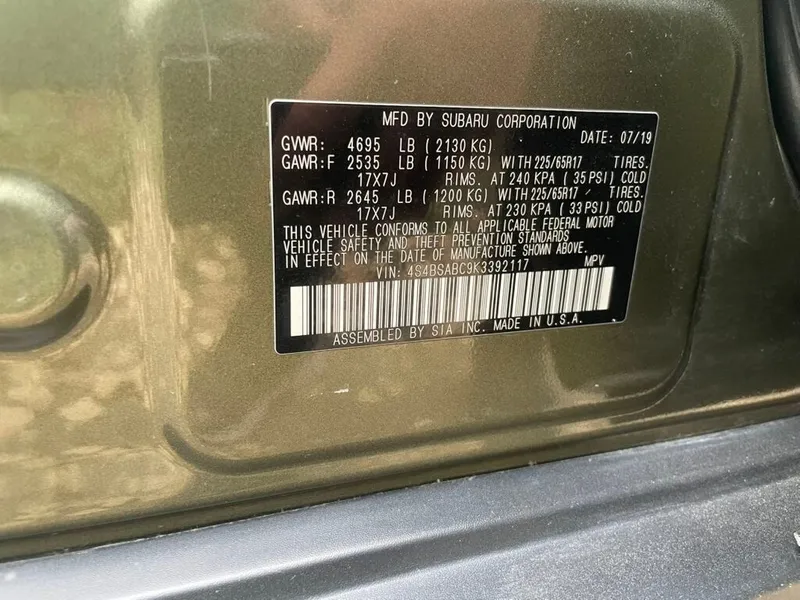 MFD BY SUBARU CORPORATION
GVWR: 4695 LB ( 2130 KG) DATE: 07/19
GAWR:F 2535 LB ( 1150 KG) WITH 225/65R17 TIRES.
17X7J RIMS. AT 240 KPA ( 35 PSI) COLD
GAWR:R 2645 LB ( 1200 KG) WITH 225/65R17 TIRES.
17X7J RIMS. AT 230 KPA ( 33 PSI) COLD
THIS VEHICLE CONFORMS TO ALL APPLICABLE FEDERAL MOTOR
VEHICLE SAFETY AND THEFT PREVENTION STANDARDS
IN EFFECT ON THE DATE OF MANUFACTURE SHOWN ABOVE.
VIN: 4S4BSABC9K3392117 MPV
ASSEMBLED BY SIA INC. MADE IN U.S.A.